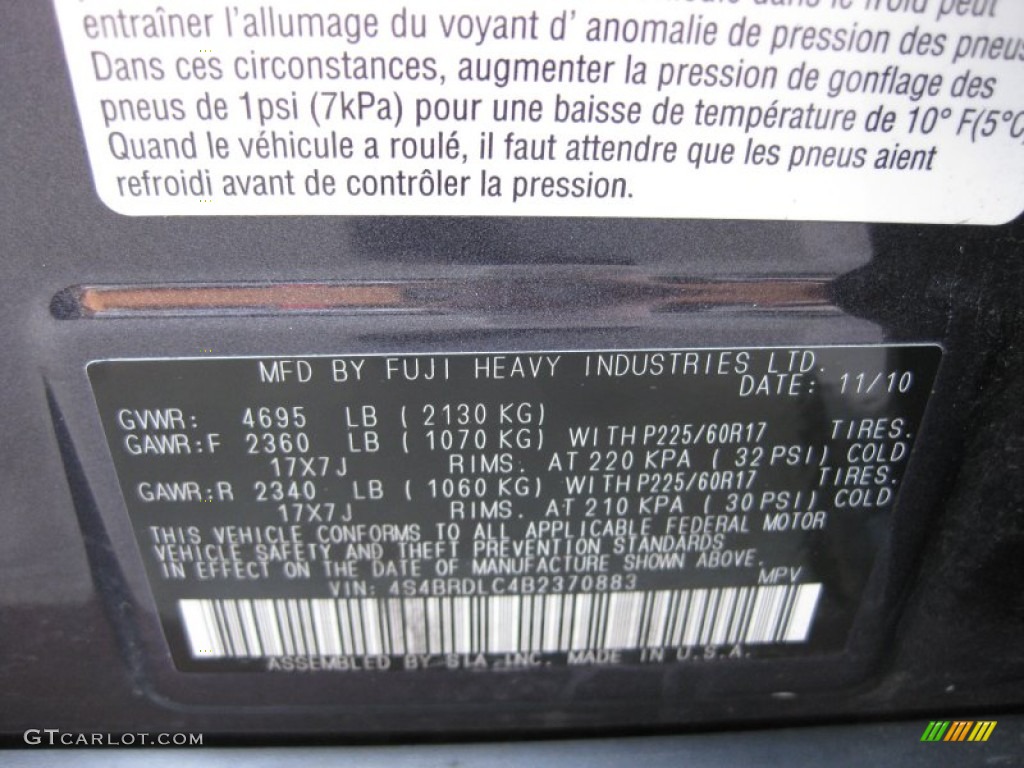 dans le froid peut
entraîner l'allumage du voyant d' anomalie de pression des pneus
Dans ces circonstances, augmenter la pression de gonflage des
pneus de 1psi (7kPa) pour une baisse de température de 10° F(5°C
Quand le véhicule a roulé, il faut attendre que les pneus aient
refroidi avant de contrôler la pression.
MFD BY FUJI HEAVY INDUSTRIES LTD.
DATE: 11/10
GVWR: 4695 LB ( 2130 KG)
GAWR:F 2360 LB ( 1070 KG) WITH P225/60R17 TIRES.
17X7J RIMS. AT 220 KPA ( 32 PSI) COLD
GAWR:R 2340 LB ( 1060 KG) WITH P225/60R17 TIRES.
17X7J RIMS. AT 210 KPA ( 30 PSI) COLD
THIS VEHICLE CONFORMS TO ALL APPLICABLE FEDERAL MOTOR
VEHICLE SAFETY AND THEFT PREVENTION STANDARDS
IN EFFECT ON THE DATE OF MANUFACTURE SHOWN ABOVE.
VIN: 4S4BRDLC4B2370883 MPV
ASSEMBLED BY SIA INC. MADE IN U.S.A.
GTCARLOT.COM